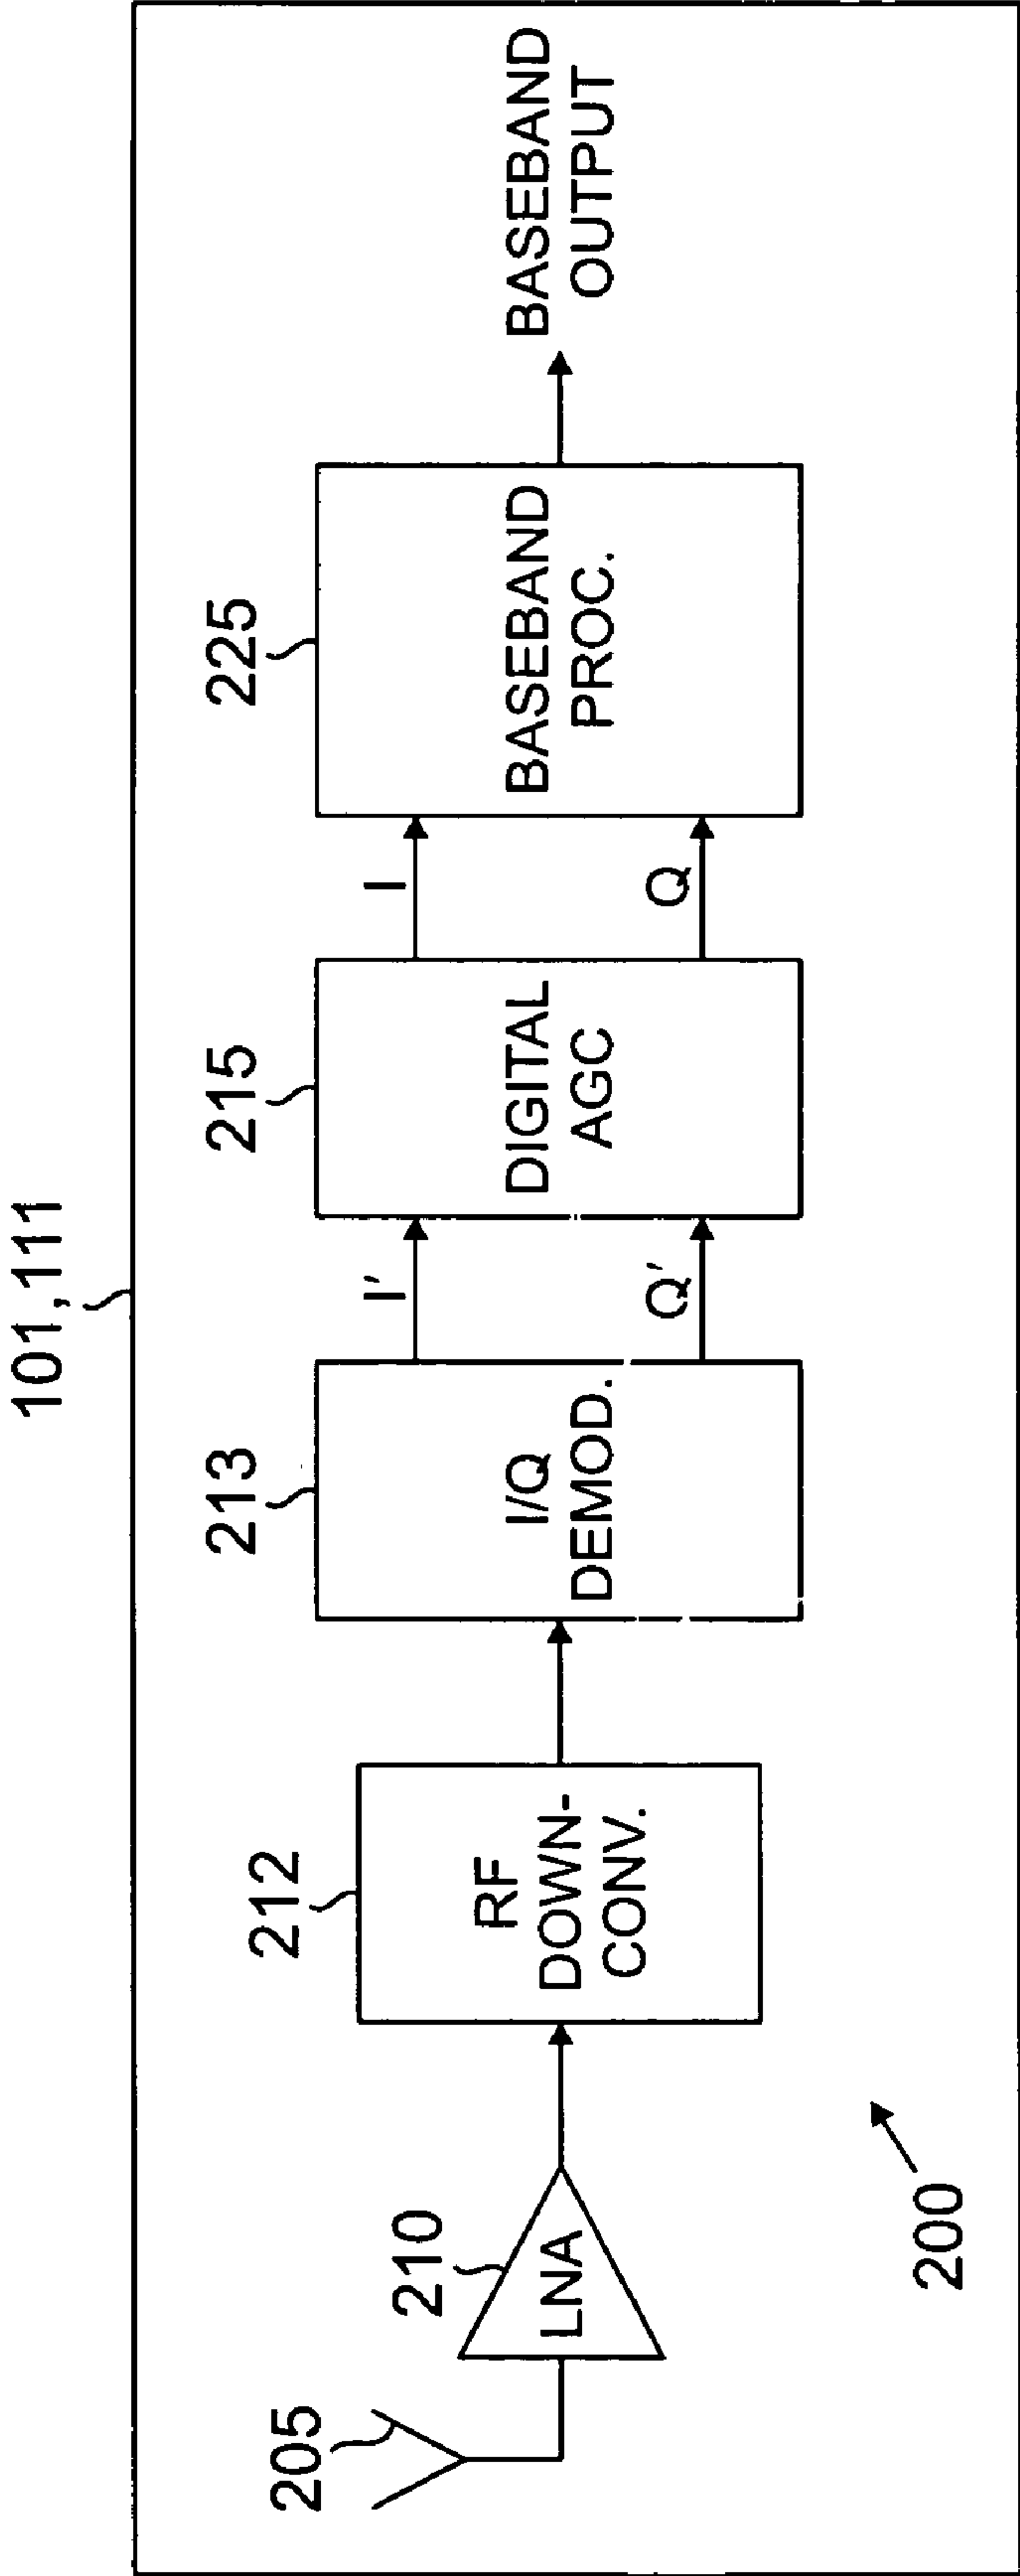 101,111
205
210
LNA
212
RF
DOWN-
CONV.
213
I/Q
DEMOD.
I'
Q'
215
DIGITAL
AGC
I
Q
225
BASEBAND
PROC.
BASEBAND
OUTPUT
200